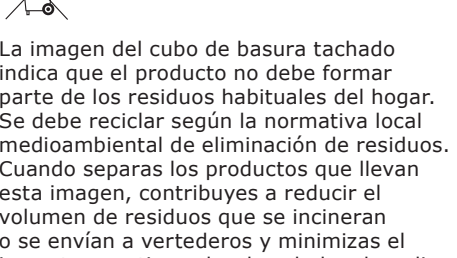 La imagen del cubo de basura tachado
indica que el producto no debe formar
parte de los residuos habituales del hogar.
Se debe reciclar según la normativa local
medioambiental de eliminación de residuos.
Cuando separas los productos que llevan
esta imagen, contribuyes a reducir el
volumen de residuos que se incineran
o se envían a vertederos y minimizas el